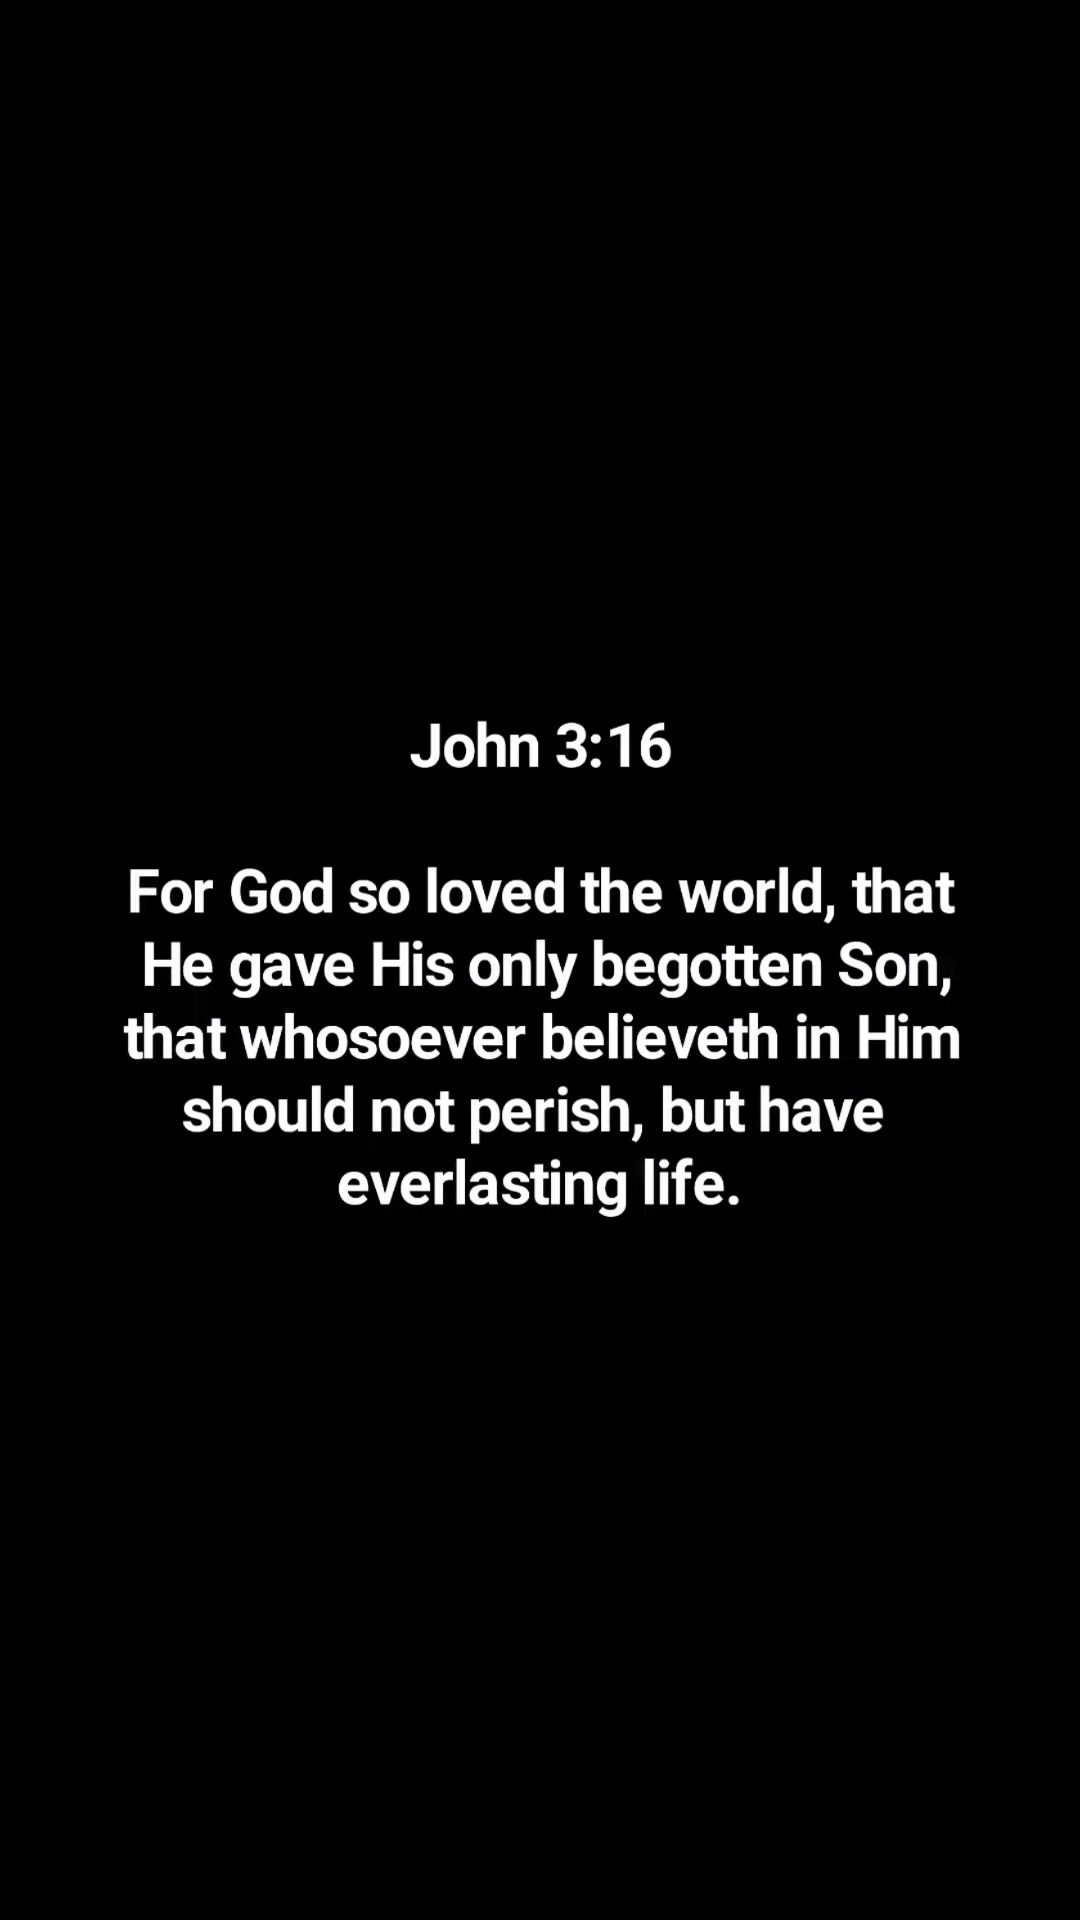 John 3:16
For God so loved the world, that
He gave His only begotten Son,
that whosoever believeth in Him
should not perish, but have
everlasting life.